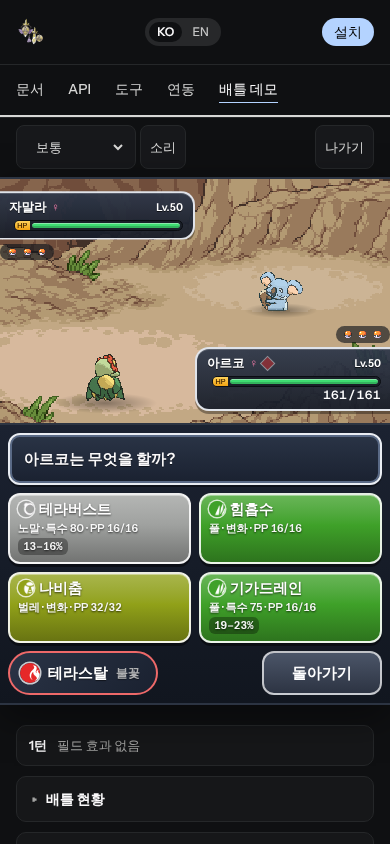 KO EN 설치
문서 API 도구 연동 배틀 데모
보통 소리 나가기
자말라 ♀ Lv.50
HP
아르코 ♀ Lv.50
HP
161/161
아르코는 무엇을 할까?
테라버스트
노말·특수 80·PP 16/16
13–16%
힘흡수
풀·변화·PP 16/16
나비춤
벌레·변화·PP 32/32
기가드레인
풀·특수 75·PP 16/16
19–23%
테라스탈 불꽃
돌아가기
1턴 필드 효과 없음
배틀 현황